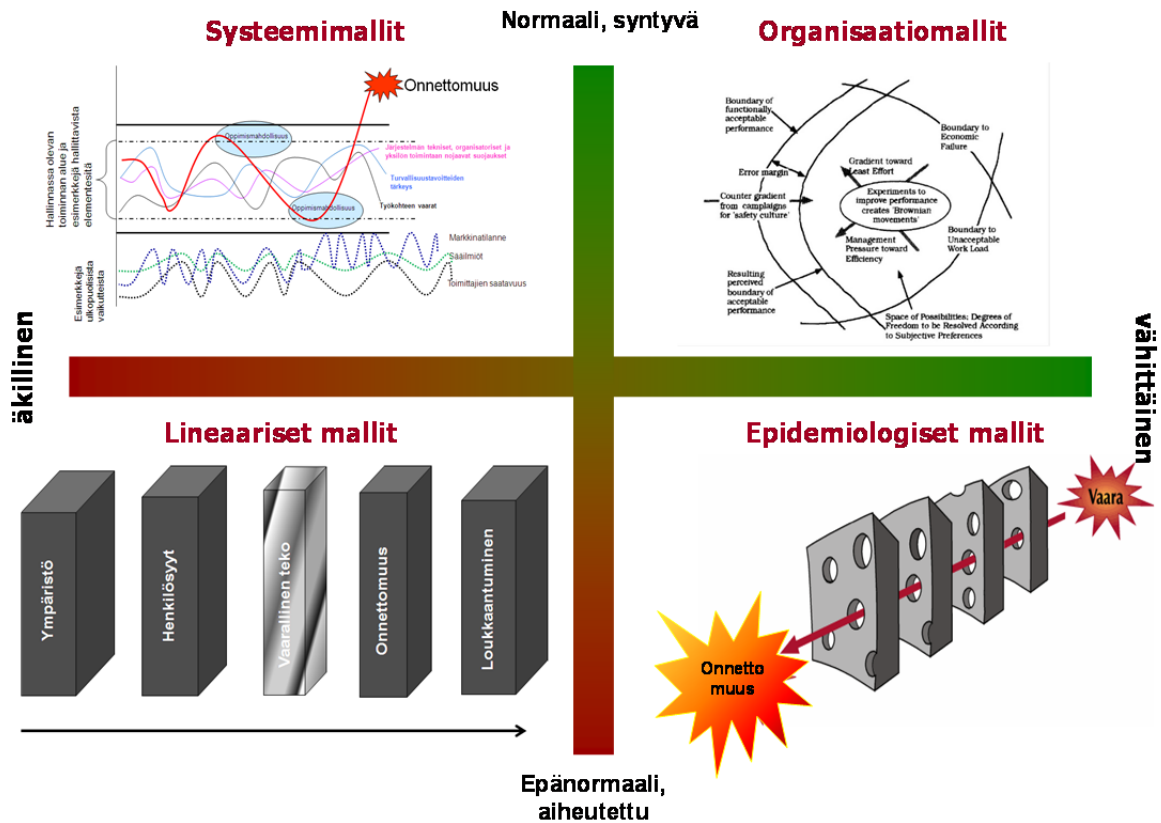 Normaali, syntyvä
Systeemimallit
Organisaatiomallit
Onnettomuus
Oppimismahdollisuus
Järjestelmän tekniset, organisatoriset ja
yksilön toimintaan nojaavat suojaukset
Turvallisuustavoitteiden
tärkeys
Oppimismahdollisuus
Työkohteen vaarat
Hallinnassa olevan
toiminnan alue ja
esimerkkejä hallittavista
elementeistä
Markkinatilanne
Sääilmiöt
Toimittajien saatavuus
Esimerkkejä
ulkopuolisista
vaikutteista
Boundary of
functionally
acceptable
performance
Boundary to
Economic
Failure
Error margin
Gradient toward
Least Effort
Counter gradient
from campaigns
for 'safety culture'
Experiments to
improve performance
creates 'Brownian
movements'
Management
Pressure toward
Efficiency
Boundary to
Unacceptable
Work Load
Resulting
perceived
boundary of
acceptable
performance
Space of Possibilities; Degrees of
Freedom to be Resolved According
to Subjective Preferences
äkillinen
vähittäinen
Lineaariset mallit
Epidemiologiset mallit
Ympäristö
Henkilösyyt
Vaarallinen teko
Onnettomuus
Loukkaantuminen
Vaara
Onnetto
muus
Epänormaali,
aiheutettu